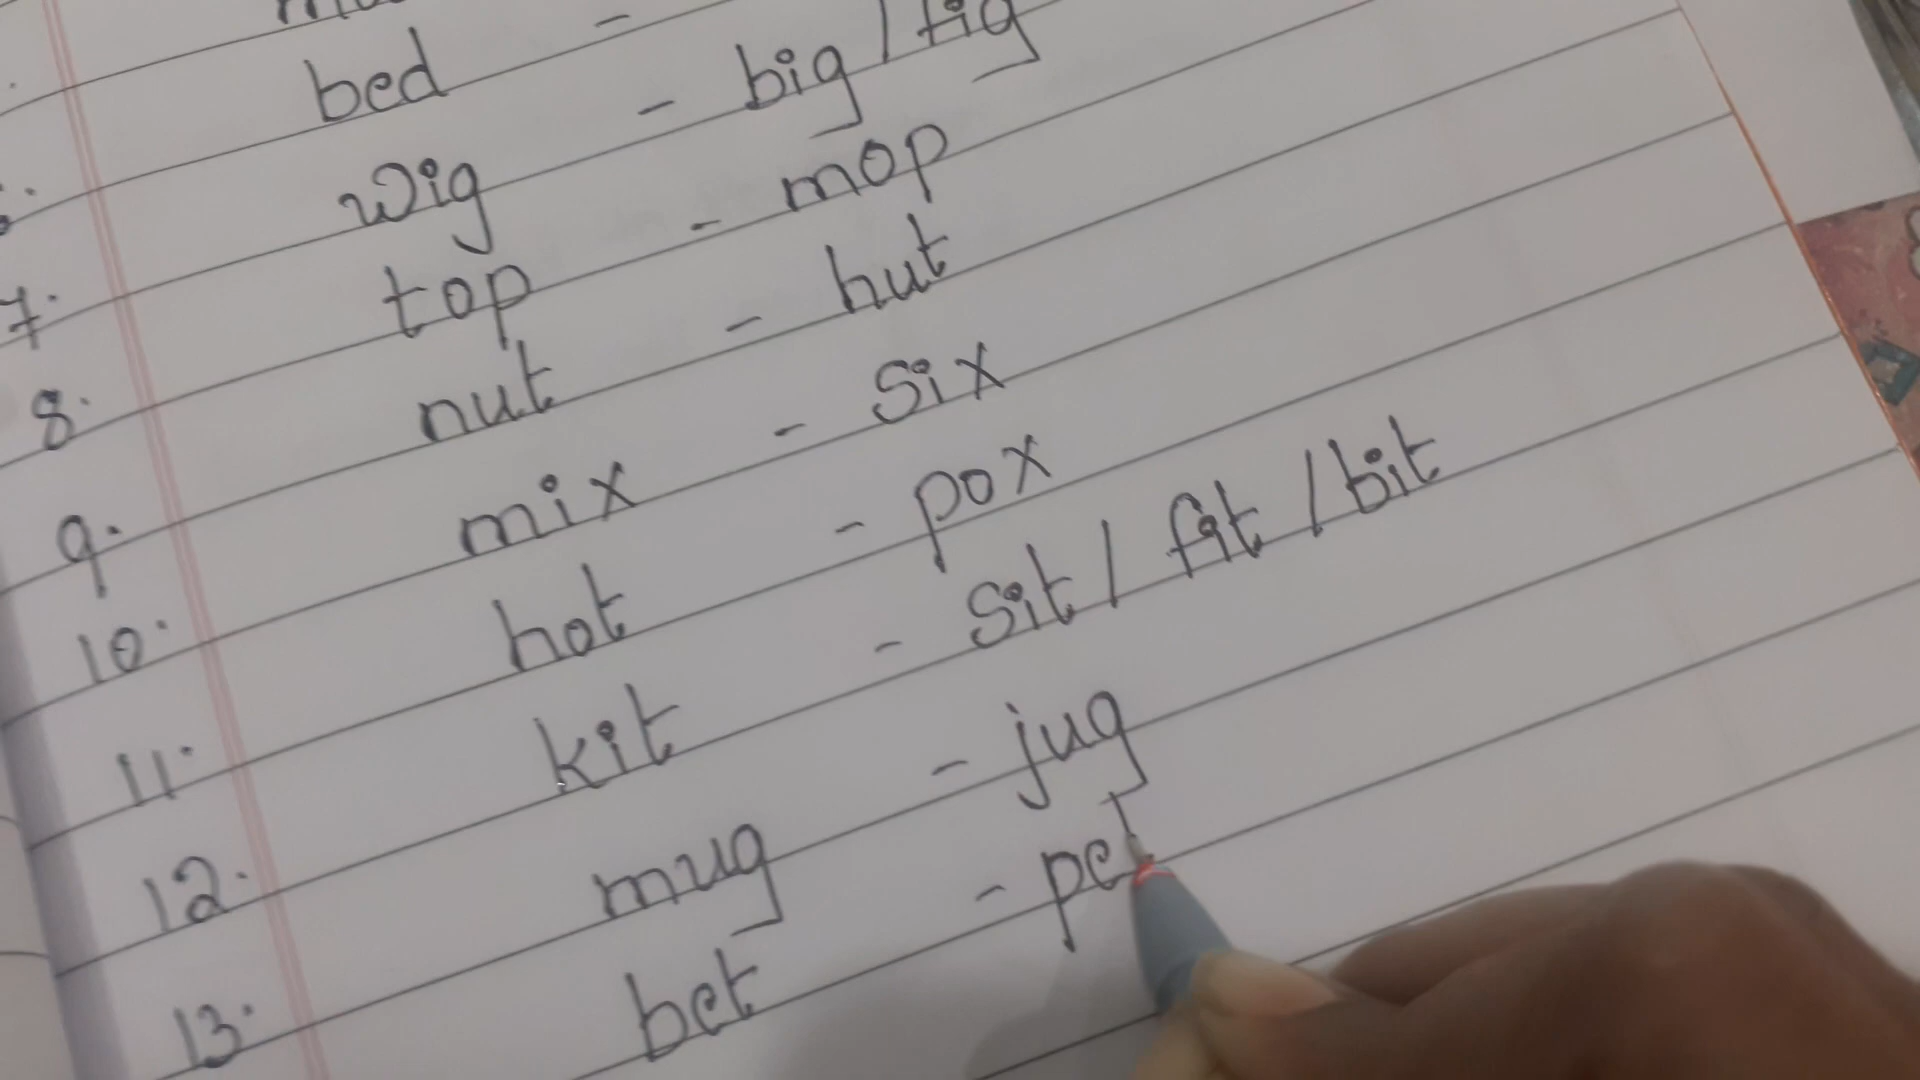 bed -
7. wig - big / fig
8. top - mop
9. nut - hut
10. mix - six
11. hot - pox
12. kit - sit / fit / bit
13. mug - jug
bet - pet